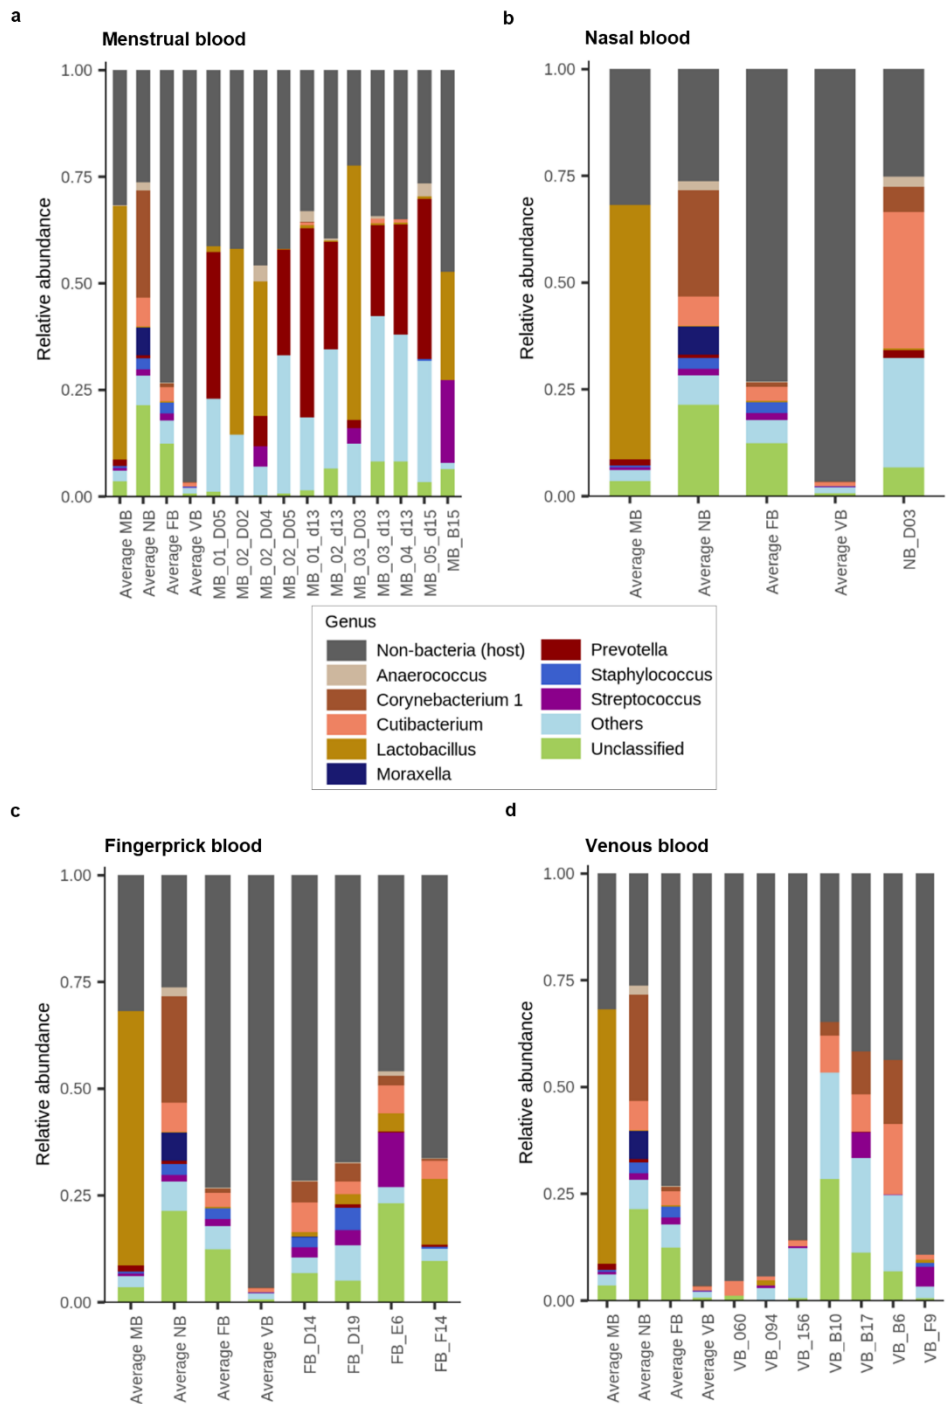 a
Menstrual blood
Relative abundance
1.00
0.75
0.50
0.25
0.00
Average MB
Average NB
Average FB
Average VB
MB_01_D05
MB_02_D02
MB_02_D04
MB_02_D05
MB_01_d13
MB_02_d13
MB_03_D03
MB_03_d13
MB_04_d13
MB_05_d15
MB_B15
b
Nasal blood
Relative abundance
1.00
0.75
0.50
0.25
0.00
Average MB
Average NB
Average FB
Average VB
NB_D03
Genus
Non-bacteria (host)
Anaerococcus
Corynebacterium 1
Cutibacterium
Lactobacillus
Moraxella
Prevotella
Staphylococcus
Streptococcus
Others
Unclassified
c
Fingerprick blood
Relative abundance
1.00
0.75
0.50
0.25
0.00
Average MB
Average NB
Average FB
Average VB
FB_D14
FB_D19
FB_E6
FB_F14
d
Venous blood
Relative abundance
1.00
0.75
0.50
0.25
0.00
Average MB
Average NB
Average FB
Average VB
VB_060
VB_094
VB_156
VB_B10
VB_B17
VB_B6
VB_F9